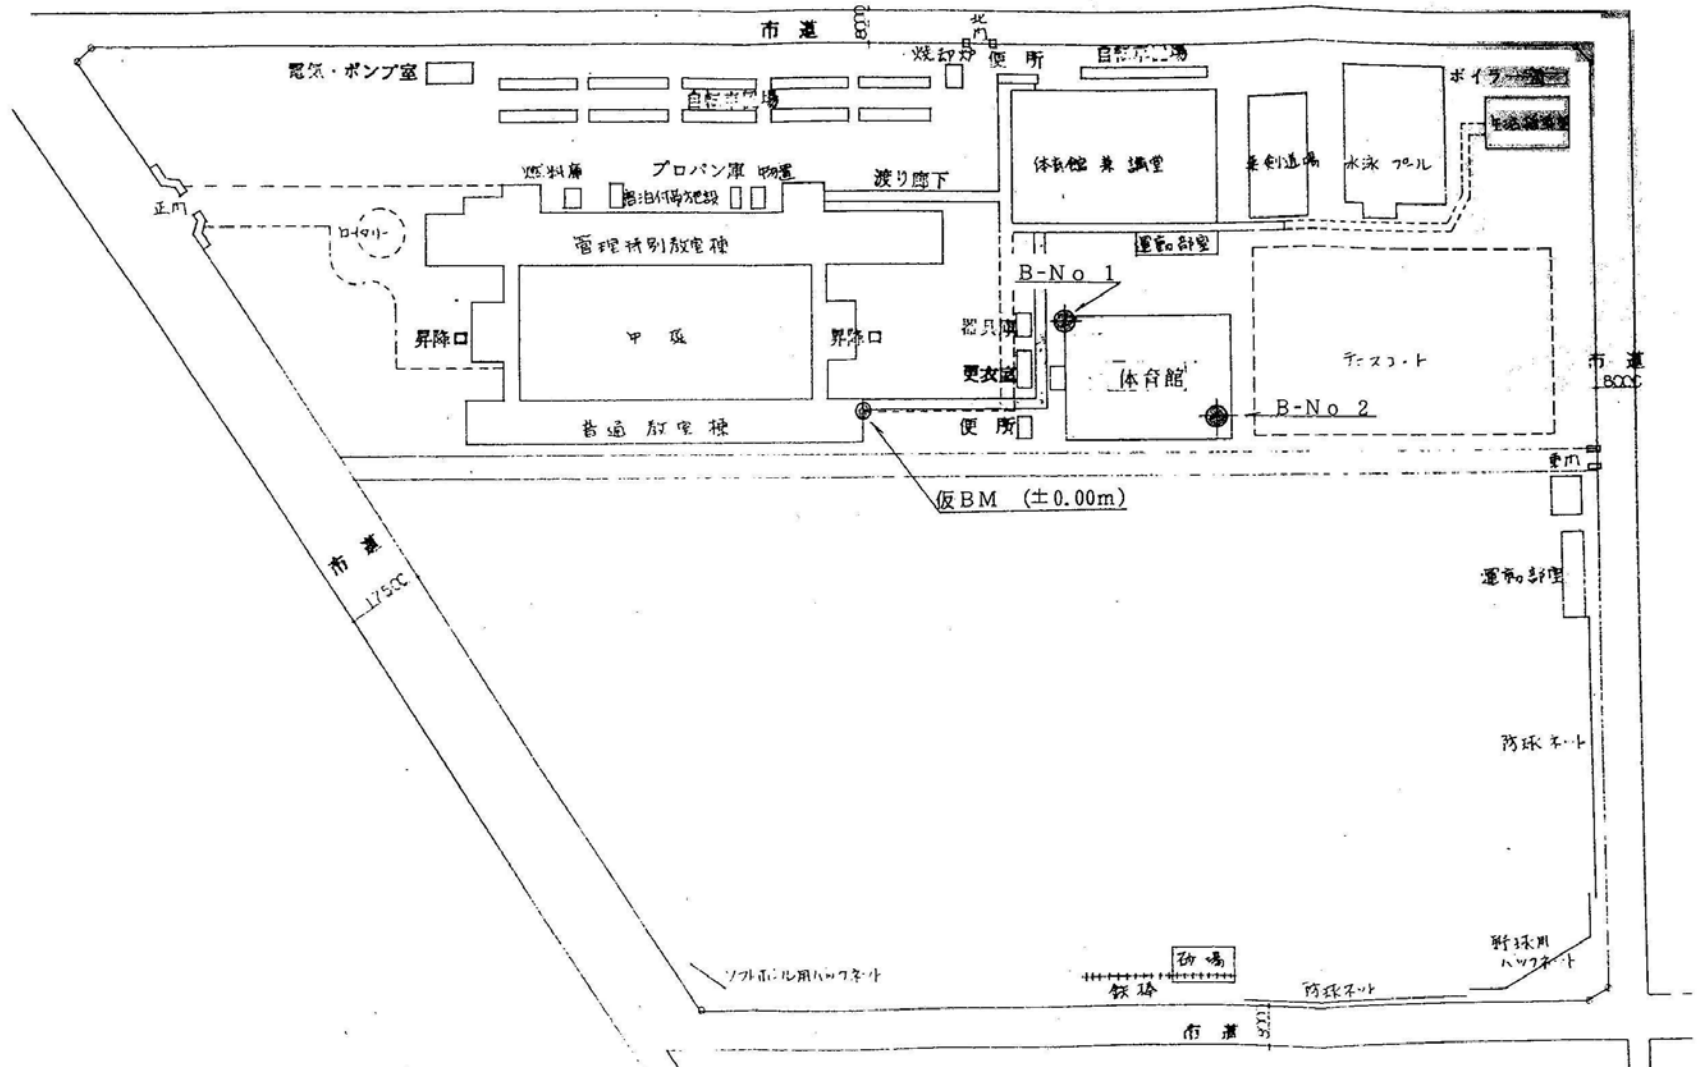 市道
8000
北門
焼却炉
便所
自転車置場
電気・ポンプ室
自転車置場
ボイラー
燃料庫
プロパン庫
物置
宿泊付帯施設
渡り廊下
体育館兼講堂
柔剣道場
水泳プール
正門
ロータリー
管理特別教室棟
運動部室
B-No 1
昇降口
中庭
昇降口
器具庫
更衣室
体育館
テニスコート
市道
8000
B-No 2
普通教室棟
便所
東門
仮BM (±0.00m)
市道
17500
運動部室
防球ネット
野球用
バックネット
砂場
ソフトボール用バックネット
鉄棒
防球ネット
市道
8000